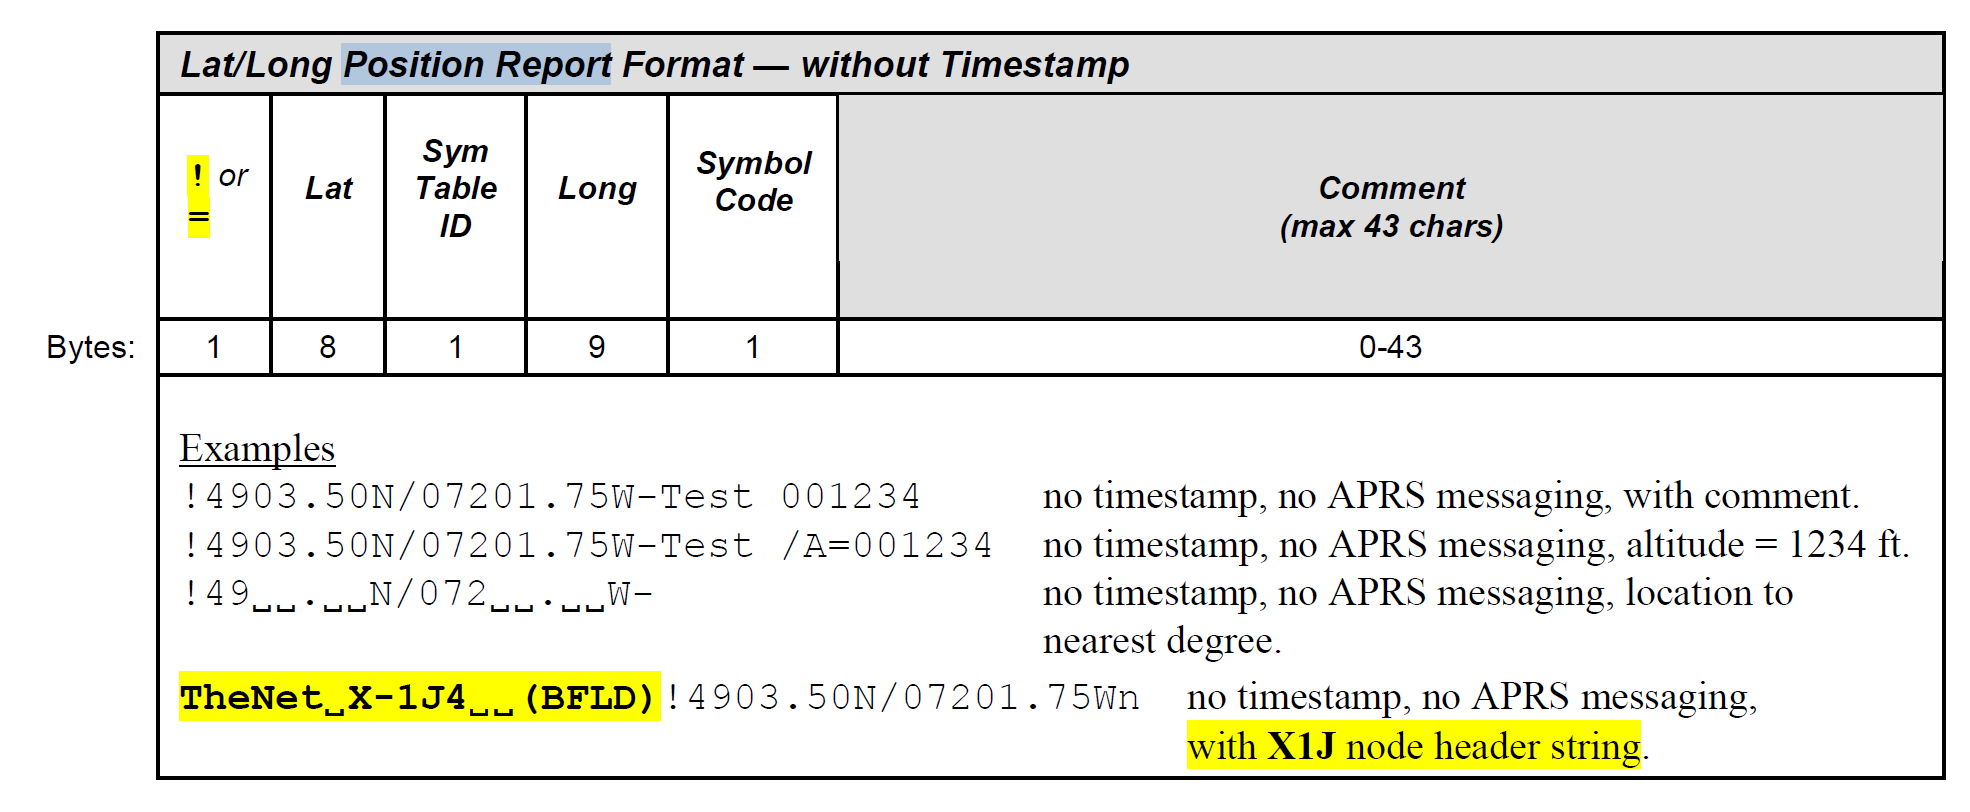 Lat/Long Position Report Format — without Timestamp
! or
=
Lat
Sym
Table
ID
Long
Symbol
Code
Comment
(max 43 chars)
Bytes: 1 8 1 9 1 0-43
Examples
!4903.50N/07201.75W-Test 001234 no timestamp, no APRS messaging, with comment.
!4903.50N/07201.75W-Test /A=001234 no timestamp, no APRS messaging, altitude = 1234 ft.
!49␣␣.␣␣N/072␣␣.␣␣W- no timestamp, no APRS messaging, location to
nearest degree.
TheNet␣X-1J4␣␣(BFLD)!4903.50N/07201.75Wn no timestamp, no APRS messaging,
with X1J node header string.